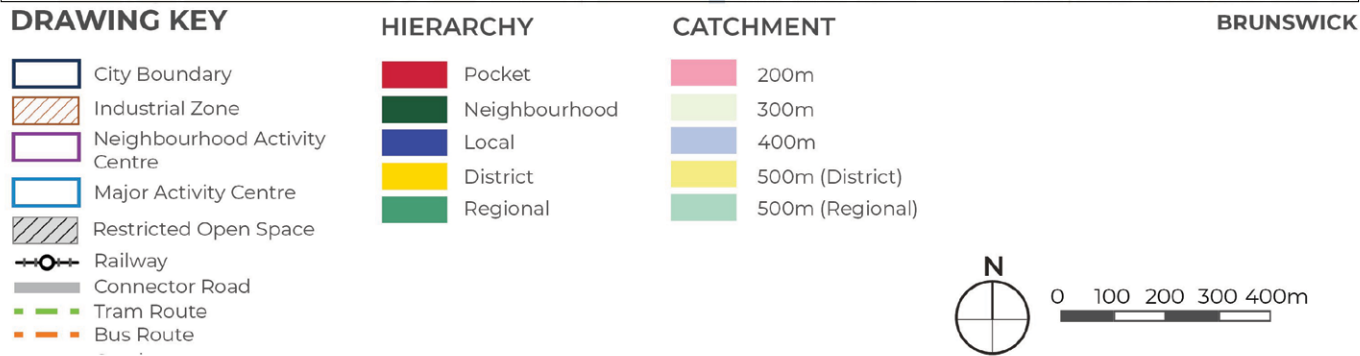 DRAWING KEY
City Boundary
Industrial Zone
Neighbourhood Activity
Centre
Major Activity Centre
Restricted Open Space
Railway
Connector Road
Tram Route
Bus Route
HIERARCHY
Pocket
Neighbourhood
Local
District
Regional
CATCHMENT
200m
300m
400m
500m (District)
500m (Regional)
BRUNSWICK
N
0 100 200 300 400m